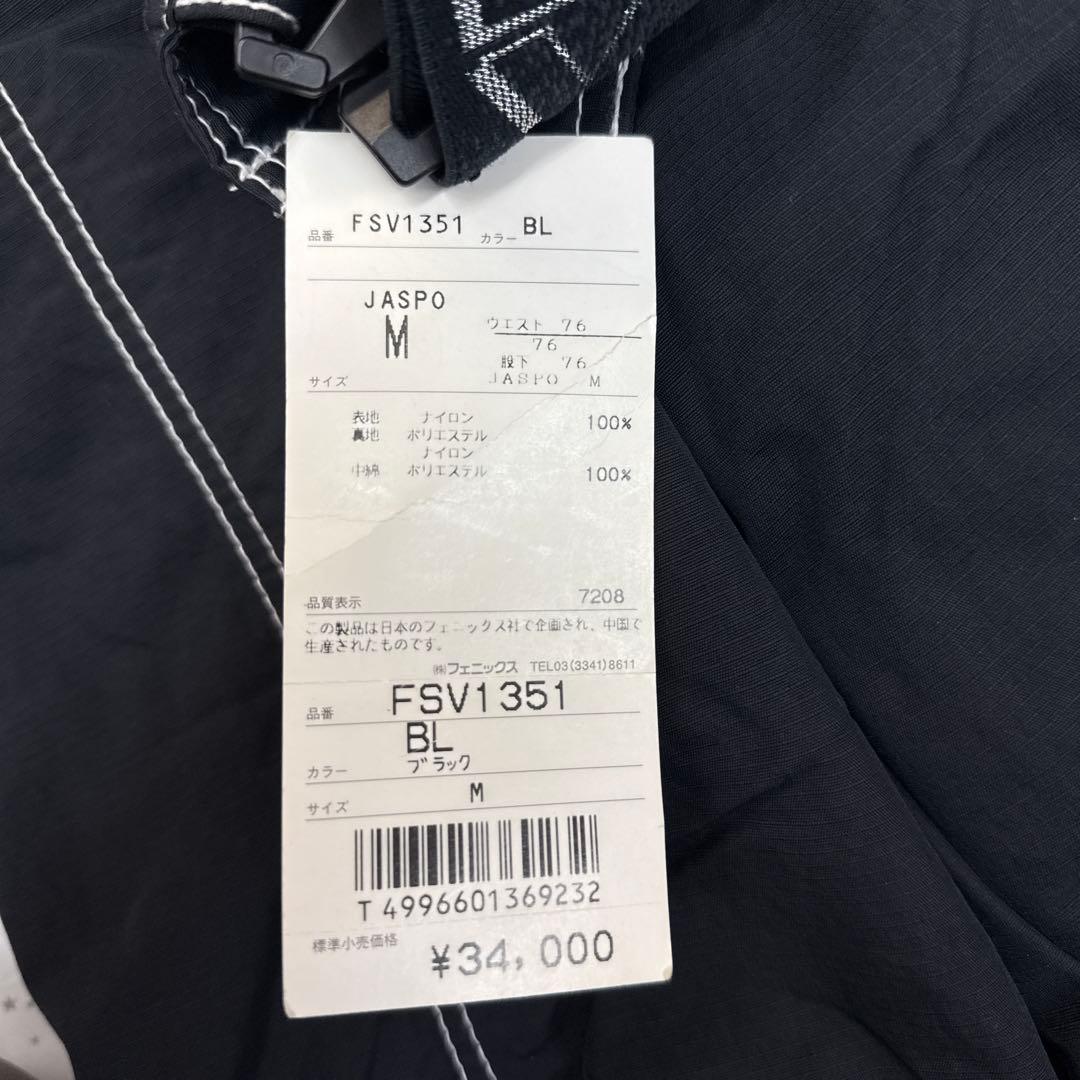 品番 FSV1351 カラー BL
JASPO
M
ウエスト 76
76
股下 76
サイズ JASPO M
表地 ナイロン 100%
裏地 ポリエステル
ナイロン
中綿 ポリエステル 100%
品質表示 7208
この製品は日本のフェニックス社で企画され、中国で
生産されたものです。
㈱フェニックス TEL03(3341)8611
品番 FSV1351
BL
カラー ブラック
サイズ M
T 4996601369232
標準小売価格 ¥34,000